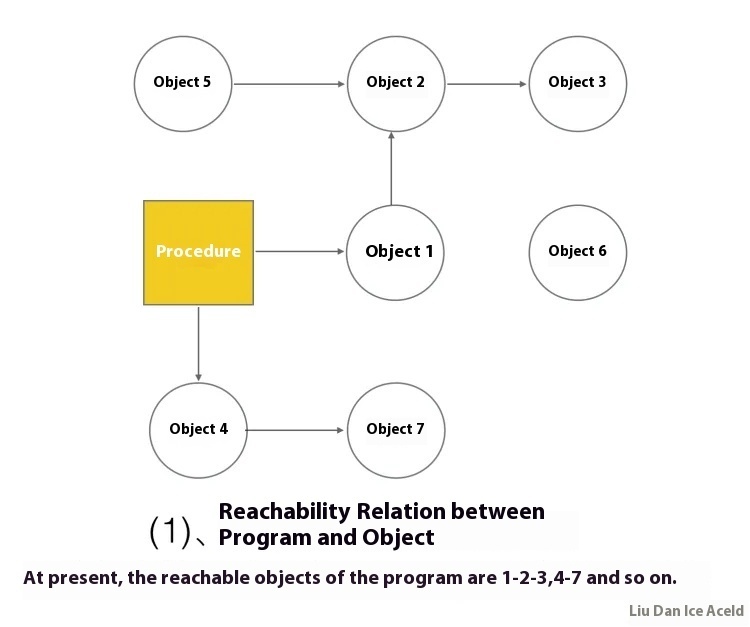 Object 5
Object 2
Object 3
Procedure
Object 1
Object 6
Object 4
Object 7
(1)、
Reachability Relation between
Program and Object
At present, the reachable objects of the program are 1-2-3,4-7 and so on.
Liu Dan Ice Aceld